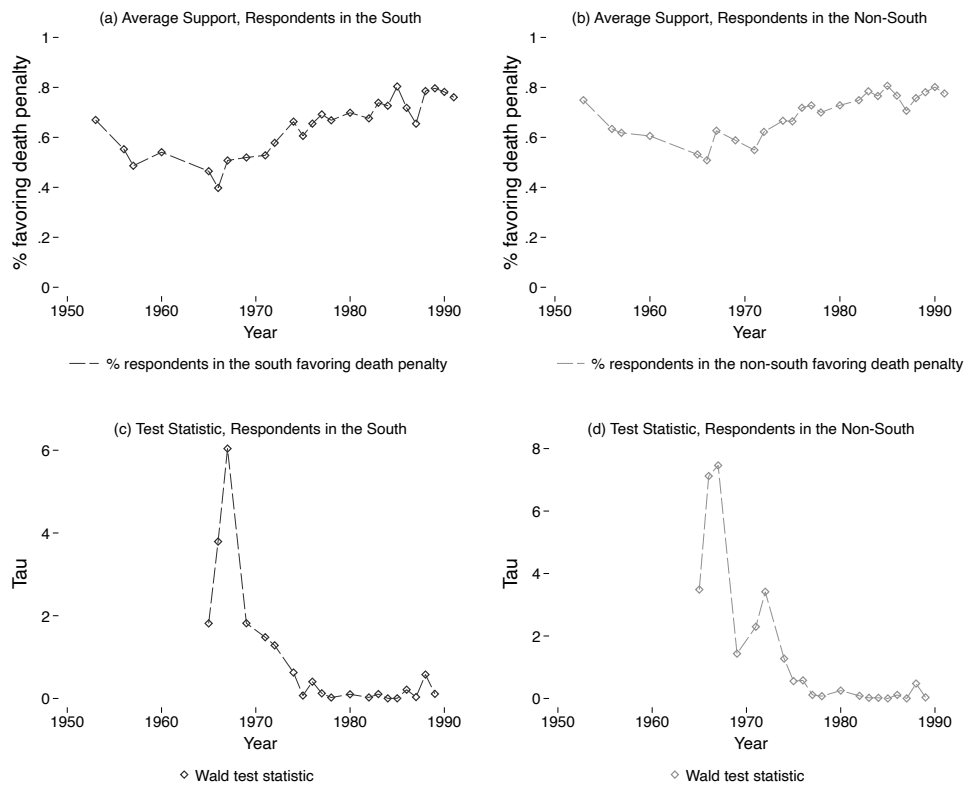 (a) Average Support, Respondents in the South
1
.8
.6
.4
.2
0
% favoring death penalty
1950 1960 1970 1980 1990
Year
% respondents in the south favoring death penalty
(b) Average Support, Respondents in the Non-South
1
.8
.6
.4
.2
0
% favoring death penalty
1950 1960 1970 1980 1990
Year
% respondents in the non-south favoring death penalty
(c) Test Statistic, Respondents in the South
6
4
2
0
Tau
1950 1960 1970 1980 1990
Year
Wald test statistic
(d) Test Statistic, Respondents in the Non-South
8
6
4
2
0
Tau
1950 1960 1970 1980 1990
Year
Wald test statistic